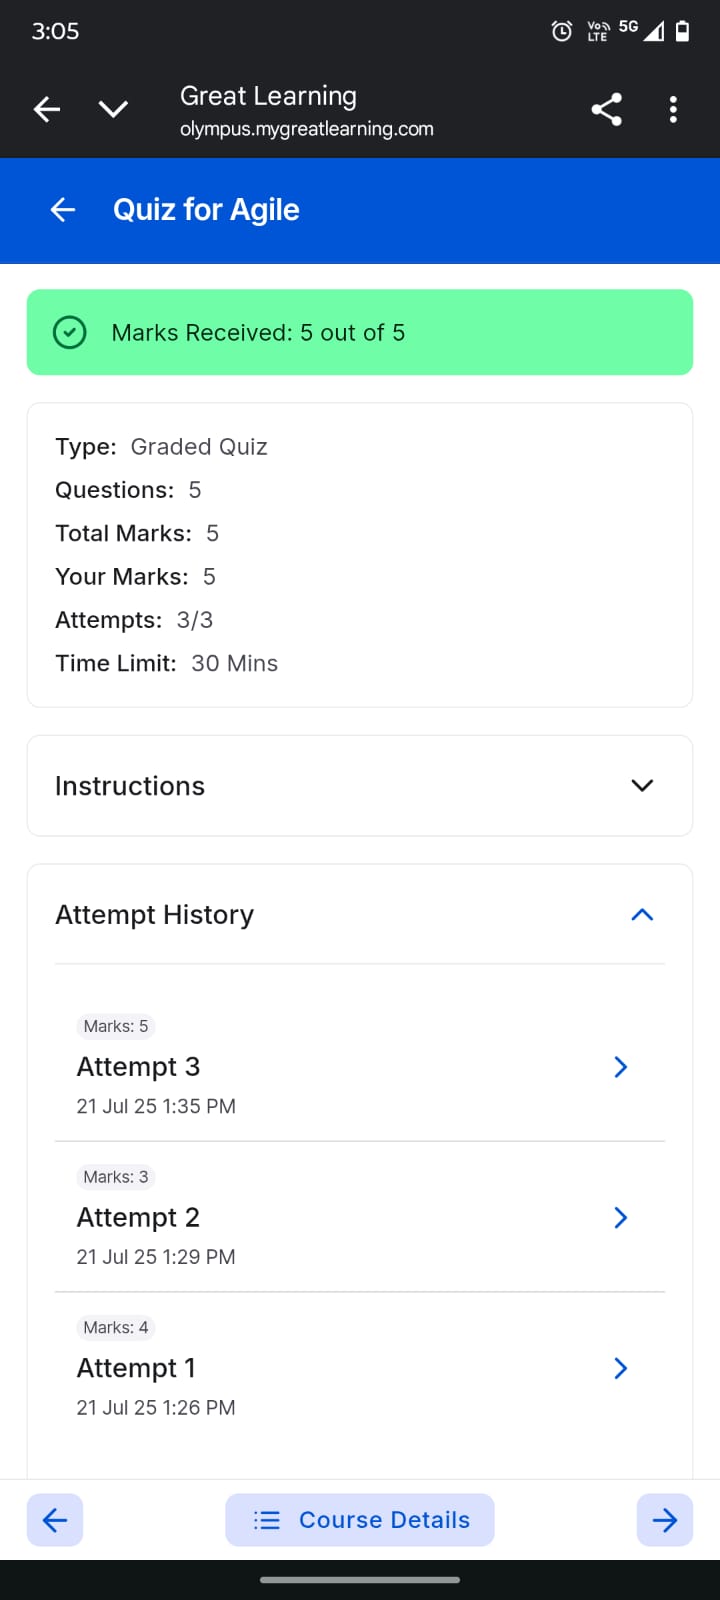 3:05
Vo)) LTE 5G
Great Learning
olympus.mygreatlearning.com
Quiz for Agile
Marks Received: 5 out of 5
Type: Graded Quiz
Questions: 5
Total Marks: 5
Your Marks: 5
Attempts: 3/3
Time Limit: 30 Mins
Instructions
Attempt History
Marks: 5
Attempt 3
21 Jul 25 1:35 PM
Marks: 3
Attempt 2
21 Jul 25 1:29 PM
Marks: 4
Attempt 1
21 Jul 25 1:26 PM
Course Details